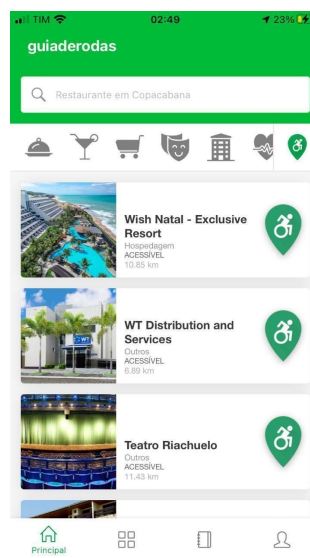 TIM 02:49 23%
guiaderodas
Restaurante em Copacabana
Wish Natal - Exclusive
Resort
Hospedagem
ACESSÍVEL
10.85 km
WT Distribution and
Services
Outros
ACESSÍVEL
6.89 km
WT
Teatro Riachuelo
Outros
ACESSÍVEL
11.43 km
Principal